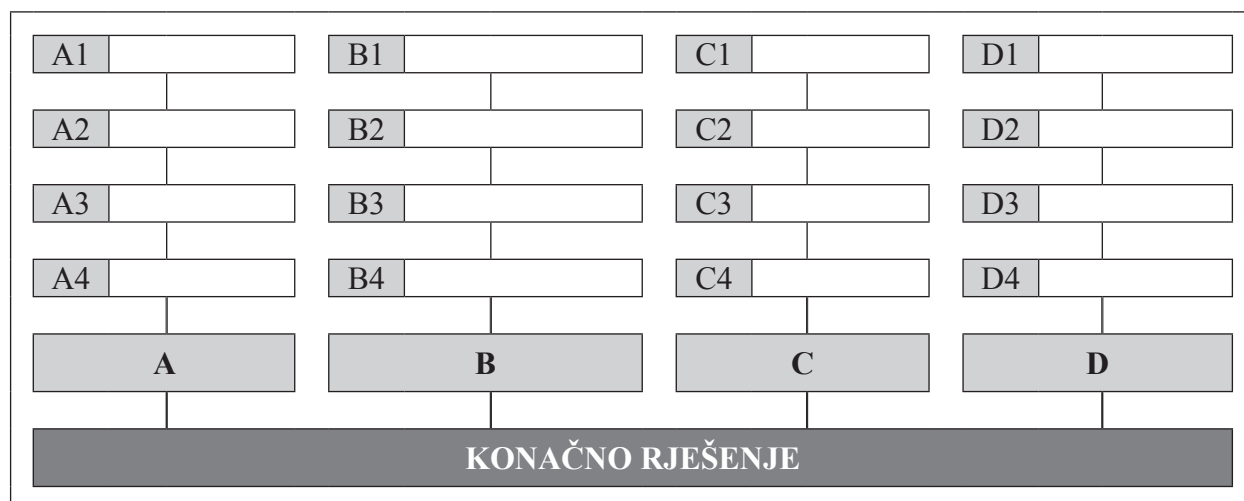 A1 B1 C1 D1
A2 B2 C2 D2
A3 B3 C3 D3
A4 B4 C4 D4
A B C D
KONAČNO RJEŠENJE